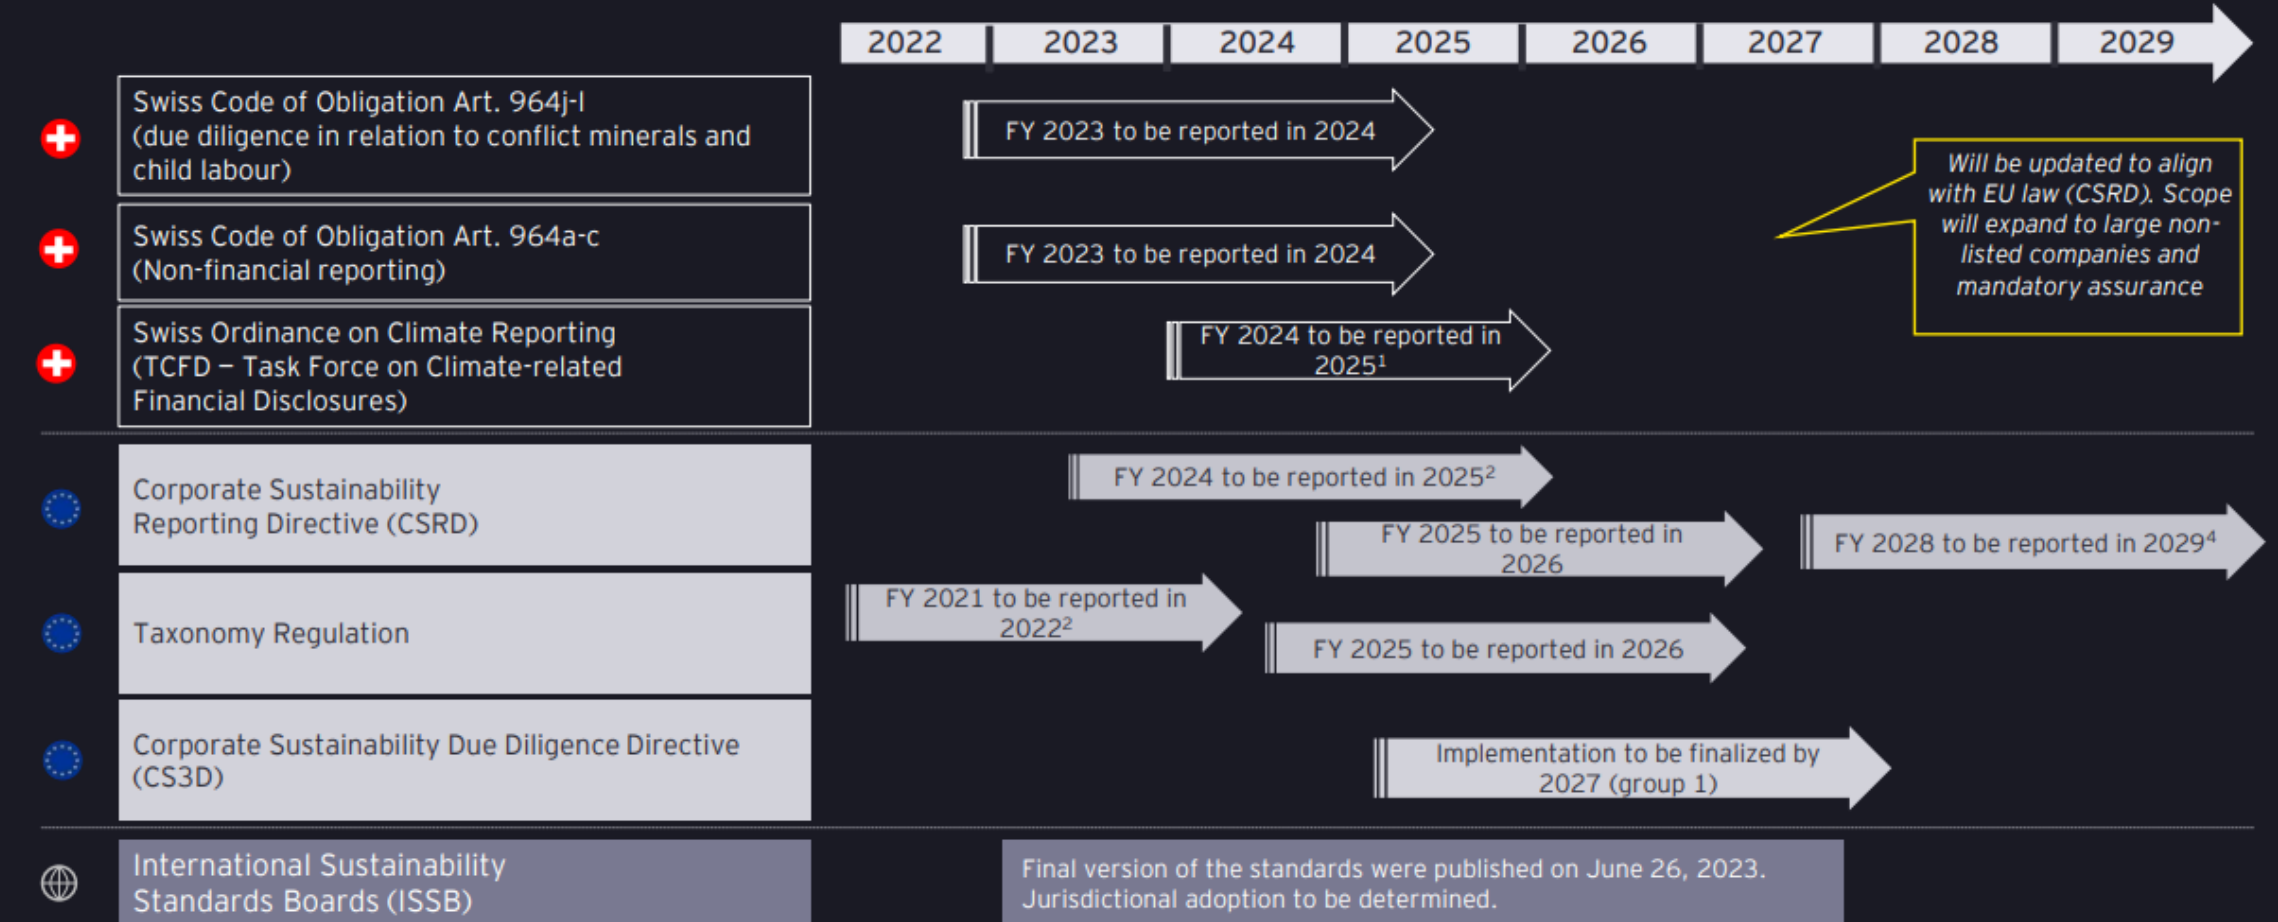 2022 2023 2024 2025 2026 2027 2028 2029
Swiss Code of Obligation Art. 964j-l
(due diligence in relation to conflict minerals and
child labour)
FY 2023 to be reported in 2024
Will be updated to align
with EU law (CSRD). Scope
will expand to large non-
listed companies and
mandatory assurance
Swiss Code of Obligation Art. 964a-c
(Non-financial reporting)
FY 2023 to be reported in 2024
Swiss Ordinance on Climate Reporting
(TCFD – Task Force on Climate-related
Financial Disclosures)
FY 2024 to be reported in
2025¹
Corporate Sustainability
Reporting Directive (CSRD)
FY 2024 to be reported in 2025²
FY 2025 to be reported in
2026
FY 2028 to be reported in 2029⁴
Taxonomy Regulation
FY 2021 to be reported in
2022²
FY 2025 to be reported in 2026
Corporate Sustainability Due Diligence Directive
(CS3D)
Implementation to be finalized by
2027 (group 1)
International Sustainability
Standards Boards (ISSB)
Final version of the standards were published on June 26, 2023.
Jurisdictional adoption to be determined.